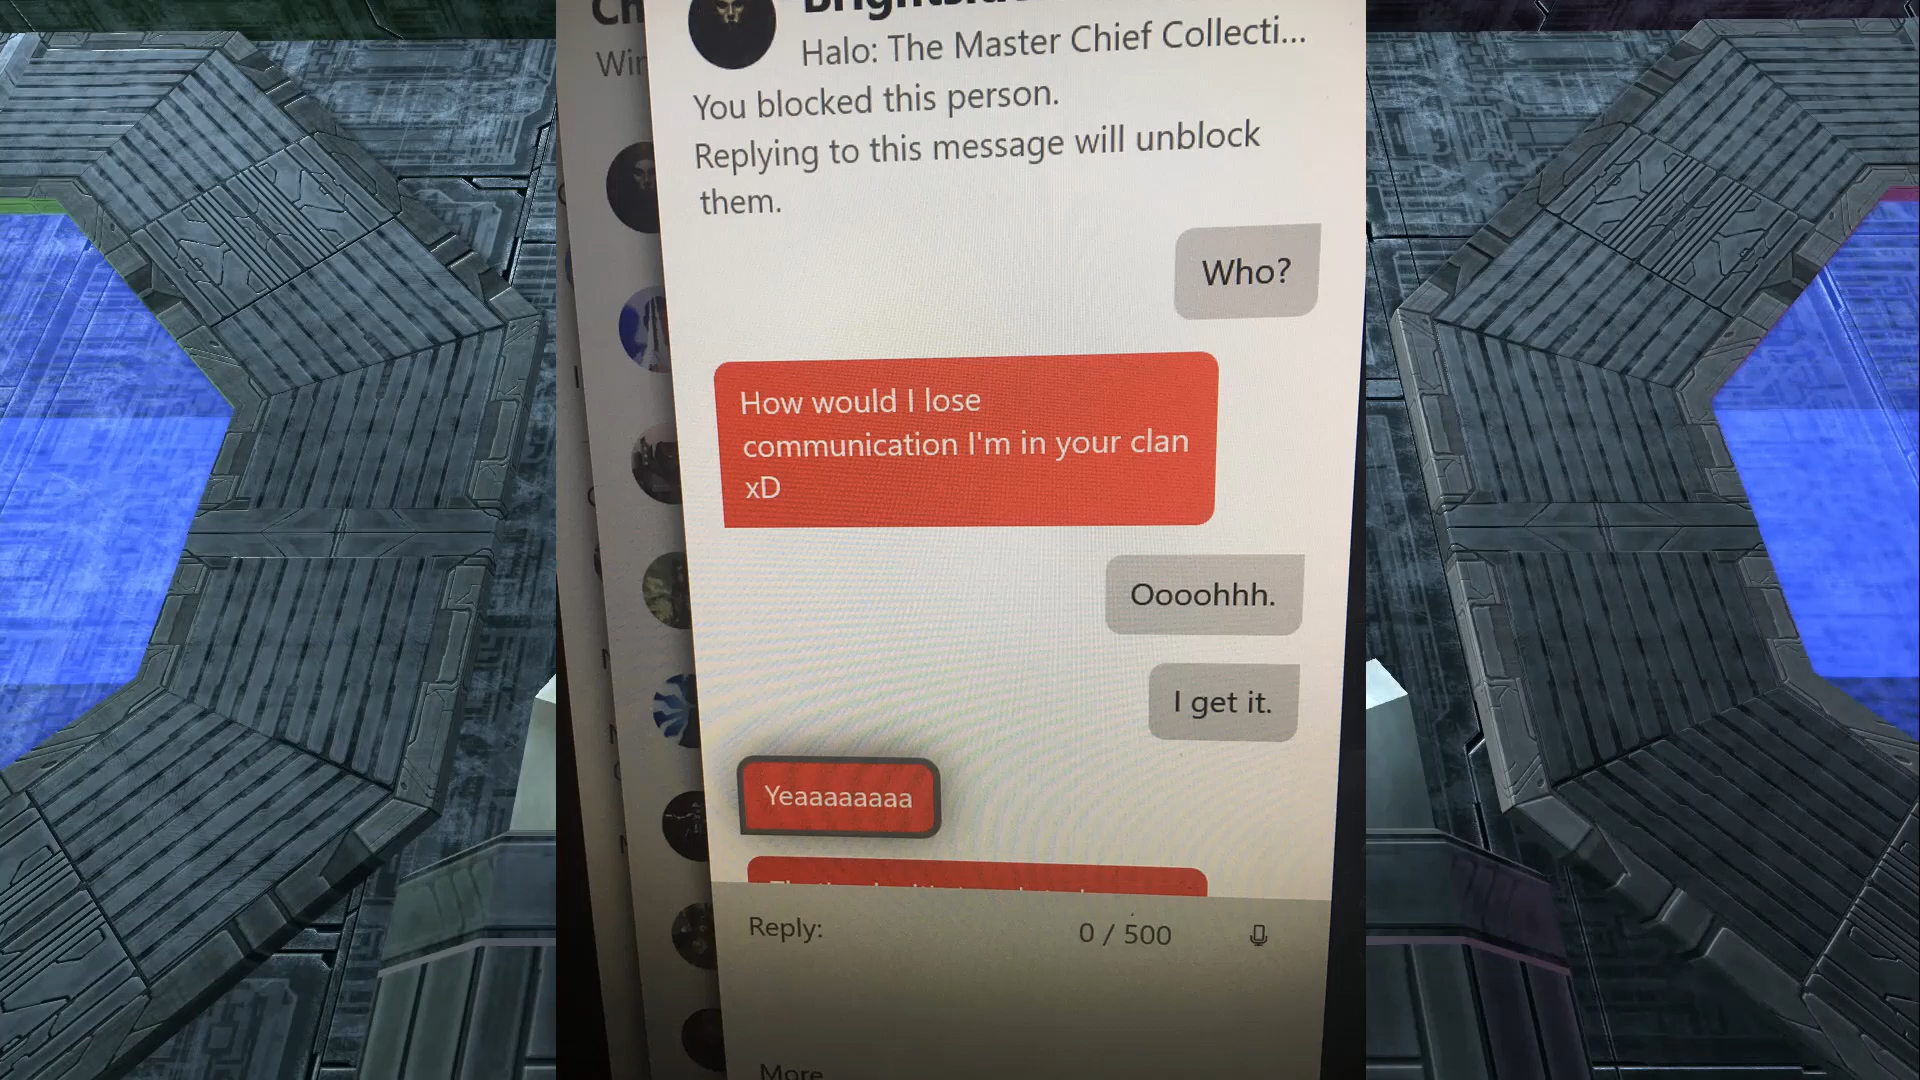 Halo: The Master Chief Collecti...
You blocked this person.
Replying to this message will unblock
them.
Who?
How would I lose
communication I'm in your clan
xD
Oooohhh.
I get it.
Yeaaaaaaaa
Reply:
0 / 500
More